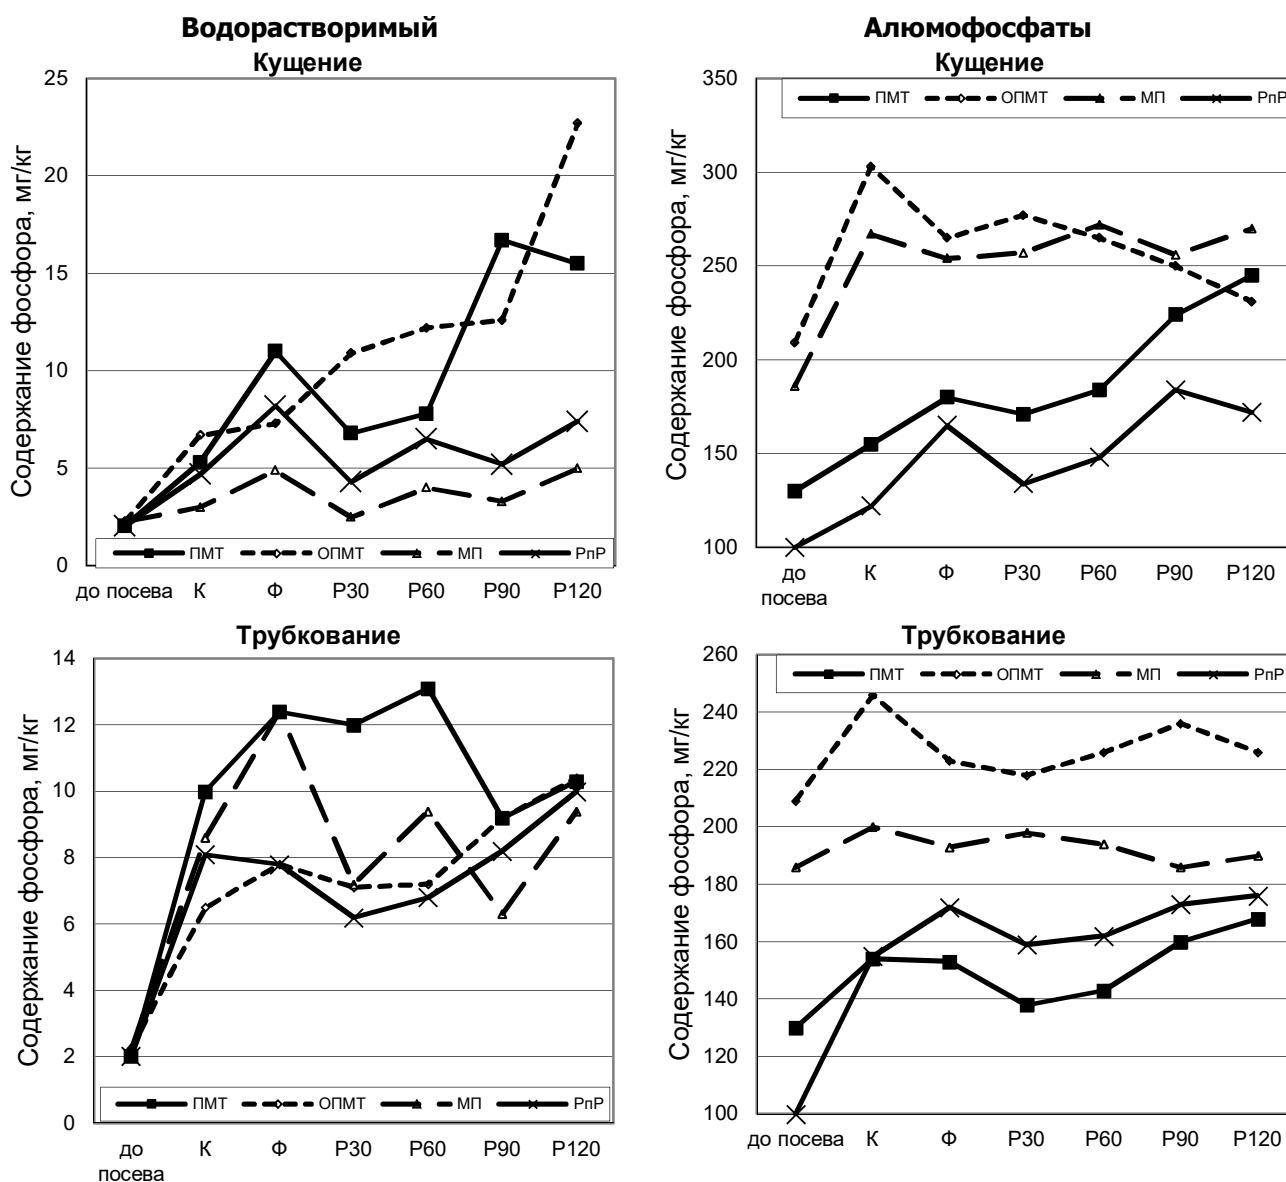 Водорастворимый
Кущение
Содержание фосфора, мг/кг
25
20
15
10
5
0
ПМТ ОПМТ МП РпР
до посева К Ф Р30 Р60 Р90 Р120
Алюмофосфаты
Кущение
Содержание фосфора, мг/кг
350
300
250
200
150
100
ПМТ ОПМТ МП РпР
до посева К Ф Р30 Р60 Р90 Р120
Трубкование
Содержание фосфора, мг/кг
14
12
10
8
6
4
2
0
ПМТ ОПМТ МП РпР
до посева К Ф Р30 Р60 Р90 Р120
Трубкование
Содержание фосфора, мг/кг
260
240
220
200
180
160
140
120
100
ПМТ ОПМТ МП РпР
до посева К Ф Р30 Р60 Р90 Р120